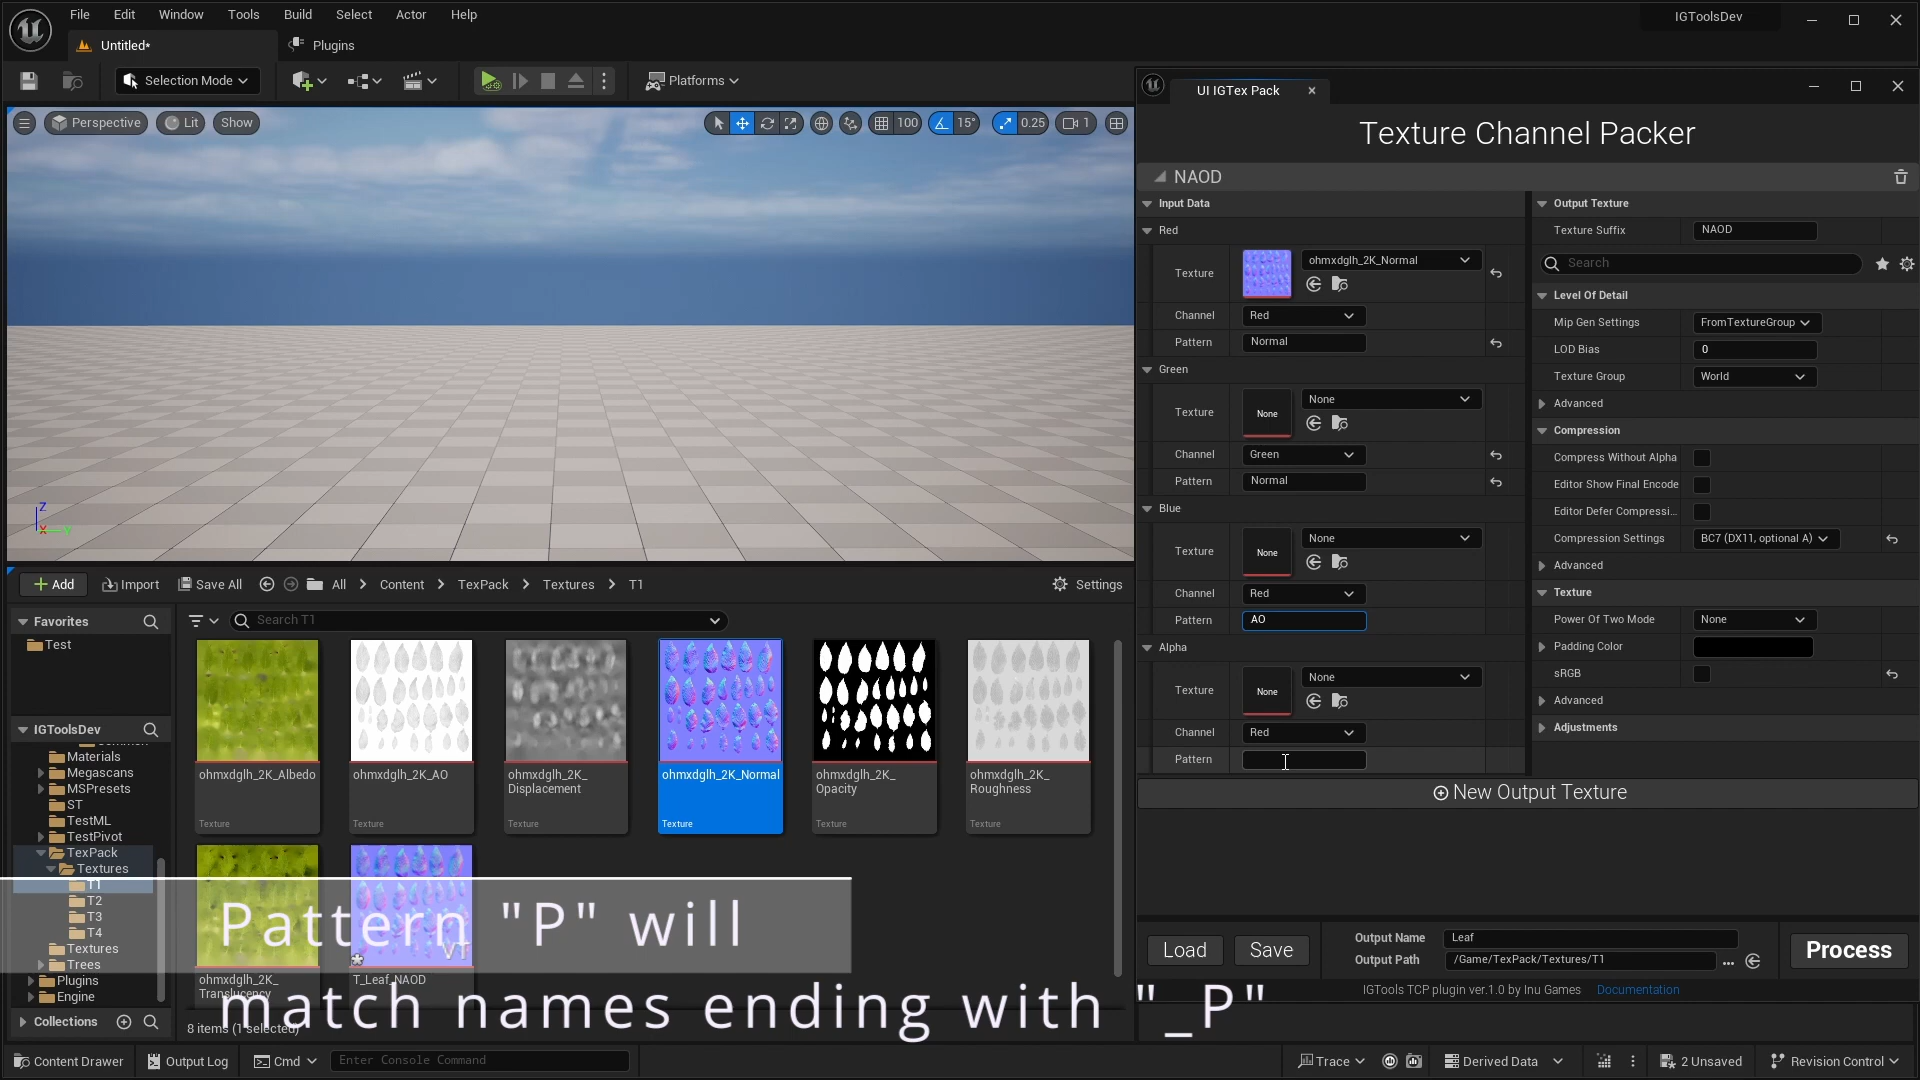 File Edit Window Tools Build Select Actor Help
IGToolsDev
Untitled*
Plugins
Selection Mode
Platforms
Perspective
Lit
Show
100
15°
0.25
1
Z
X
Y
UI IGTex Pack
Texture Channel Packer
NAOD
Input Data
Red
Texture
ohmxdglh_2K_Normal
Channel Red
Pattern Normal
Green
Texture
None
None
Channel Green
Pattern Normal
Blue
Texture
None
None
Channel Red
Pattern AO
Alpha
Texture
None
None
Channel Red
Pattern
Output Texture
Texture Suffix NAOD
Search
Level Of Detail
Mip Gen Settings FromTextureGroup
LOD Bias 0
Texture Group World
Advanced
Compression
Compress Without Alpha
Editor Show Final Encode
Editor Defer Compressi...
Compression Settings BC7 (DX11, optional A)
Advanced
Texture
Power Of Two Mode None
Padding Color
sRGB
Advanced
Adjustments
New Output Texture
Load
Save
Output Name Leaf
Output Path /Game/TexPack/Textures/T1
...
Process
IGTools TCP plugin ver.1.0 by Inu Games Documentation
Add
Import
Save All
All > Content > TexPack > Textures > T1
Settings
Favorites
Test
Search T1
IGToolsDev
Common
Materials
Megascans
MSPresets
ST
TestML
TestPivot
TexPack
Textures
T1
T2
T3
T4
Textures
Trees
Plugins
Engine
Collections
ohmxdglh_2K_Albedo
Texture
ohmxdglh_2K_AO
Texture
ohmxdglh_2K_
Displacement
Texture
ohmxdglh_2K_Normal
Texture
ohmxdglh_2K_
Opacity
Texture
ohmxdglh_2K_
Roughness
Texture
ohmxdglh_2K_
Translucency
VT
T_Leaf_NAOD
8 items (1 selected)
Pattern "P" will
match names ending with "_P"
Content Drawer
Output Log
Cmd
Enter Console Command
Trace
Derived Data
2 Unsaved
Revision Control